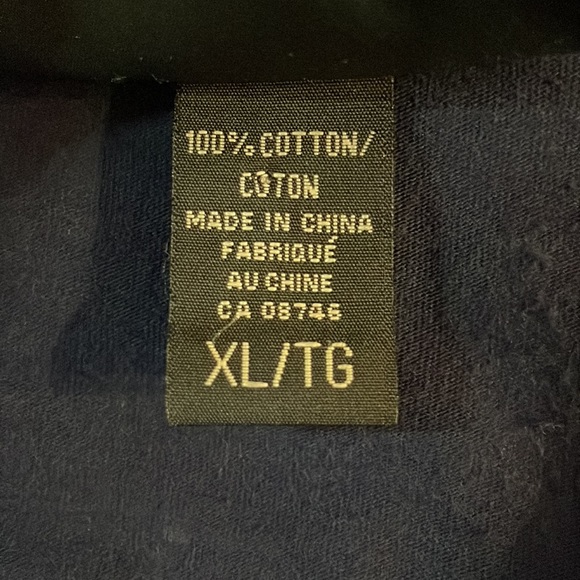 100% COTTON/
COTON
MADE IN CHINA
FABRIQUÉ
AU CHINE
CA 08746
XL/TG